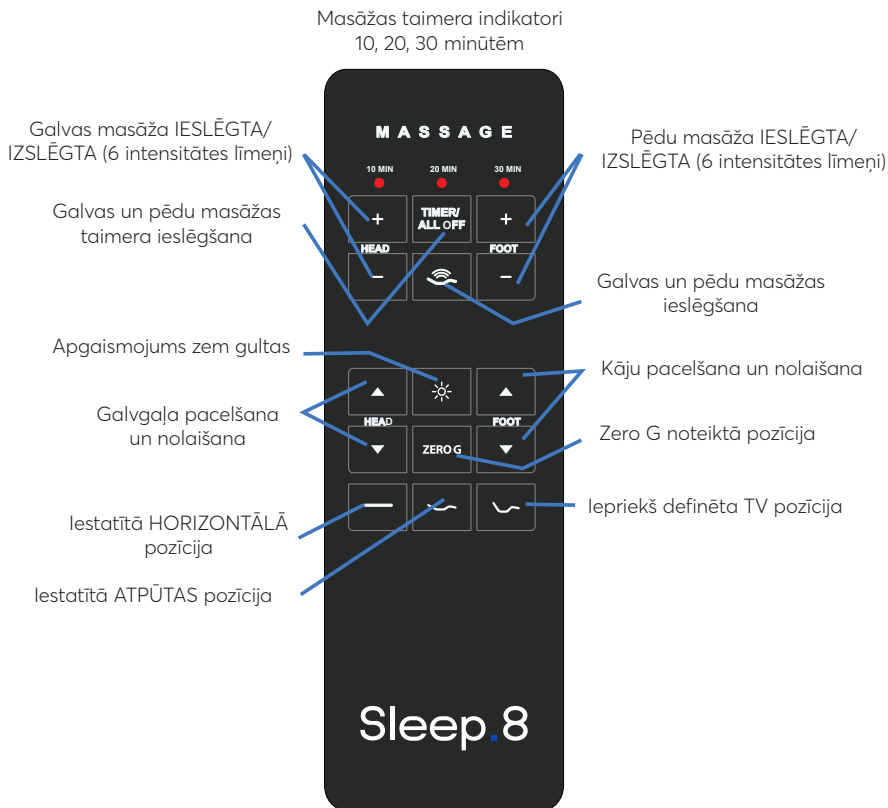 Masāžas taimera indikatori
10, 20, 30 minūtēm
MASSAGE
Galvas masāža IESLĒGTA/
IZSLĒGTA (6 intensitātes līmeņi)
Pēdu masāža IESLĒGTA/
IZSLĒGTA (6 intensitātes līmeņi)
10 MIN 20 MIN 30 MIN
Galvas un pēdu masāžas
taimera ieslēgšana
+ TIMER/ +
ALL OFF
HEAD FOOT
- -
Galvas un pēdu masāžas
ieslēgšana
Apgaismojums zem gultas
Kāju pacelšana un nolaišana
Galvgaļa pacelšana
un nolaišana
HEAD FOOT
ZERO G
Zero G noteiktā pozīcija
Iepriekš definēta TV pozīcija
Iestatītā HORIZONTĀLĀ
pozīcija
Iestatītā ATPŪTAS pozīcija
Sleep.8